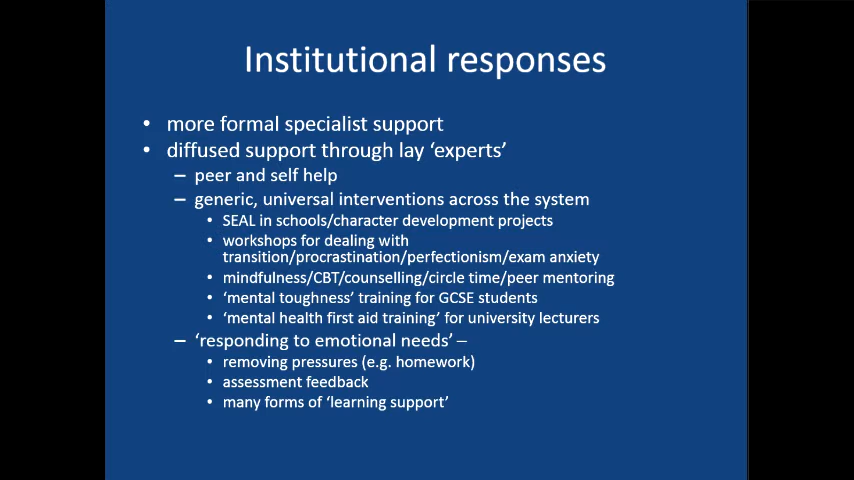 Institutional responses
• more formal specialist support
• diffused support through lay ‘experts’
– peer and self help
– generic, universal interventions across the system
• SEAL in schools/character development projects
• workshops for dealing with
transition/procrastination/perfectionism/exam anxiety
• mindfulness/CBT/counselling/circle time/peer mentoring
• ‘mental toughness’ training for GCSE students
• ‘mental health first aid training’ for university lecturers
– ‘responding to emotional needs’ –
• removing pressures (e.g. homework)
• assessment feedback
• many forms of ‘learning support’